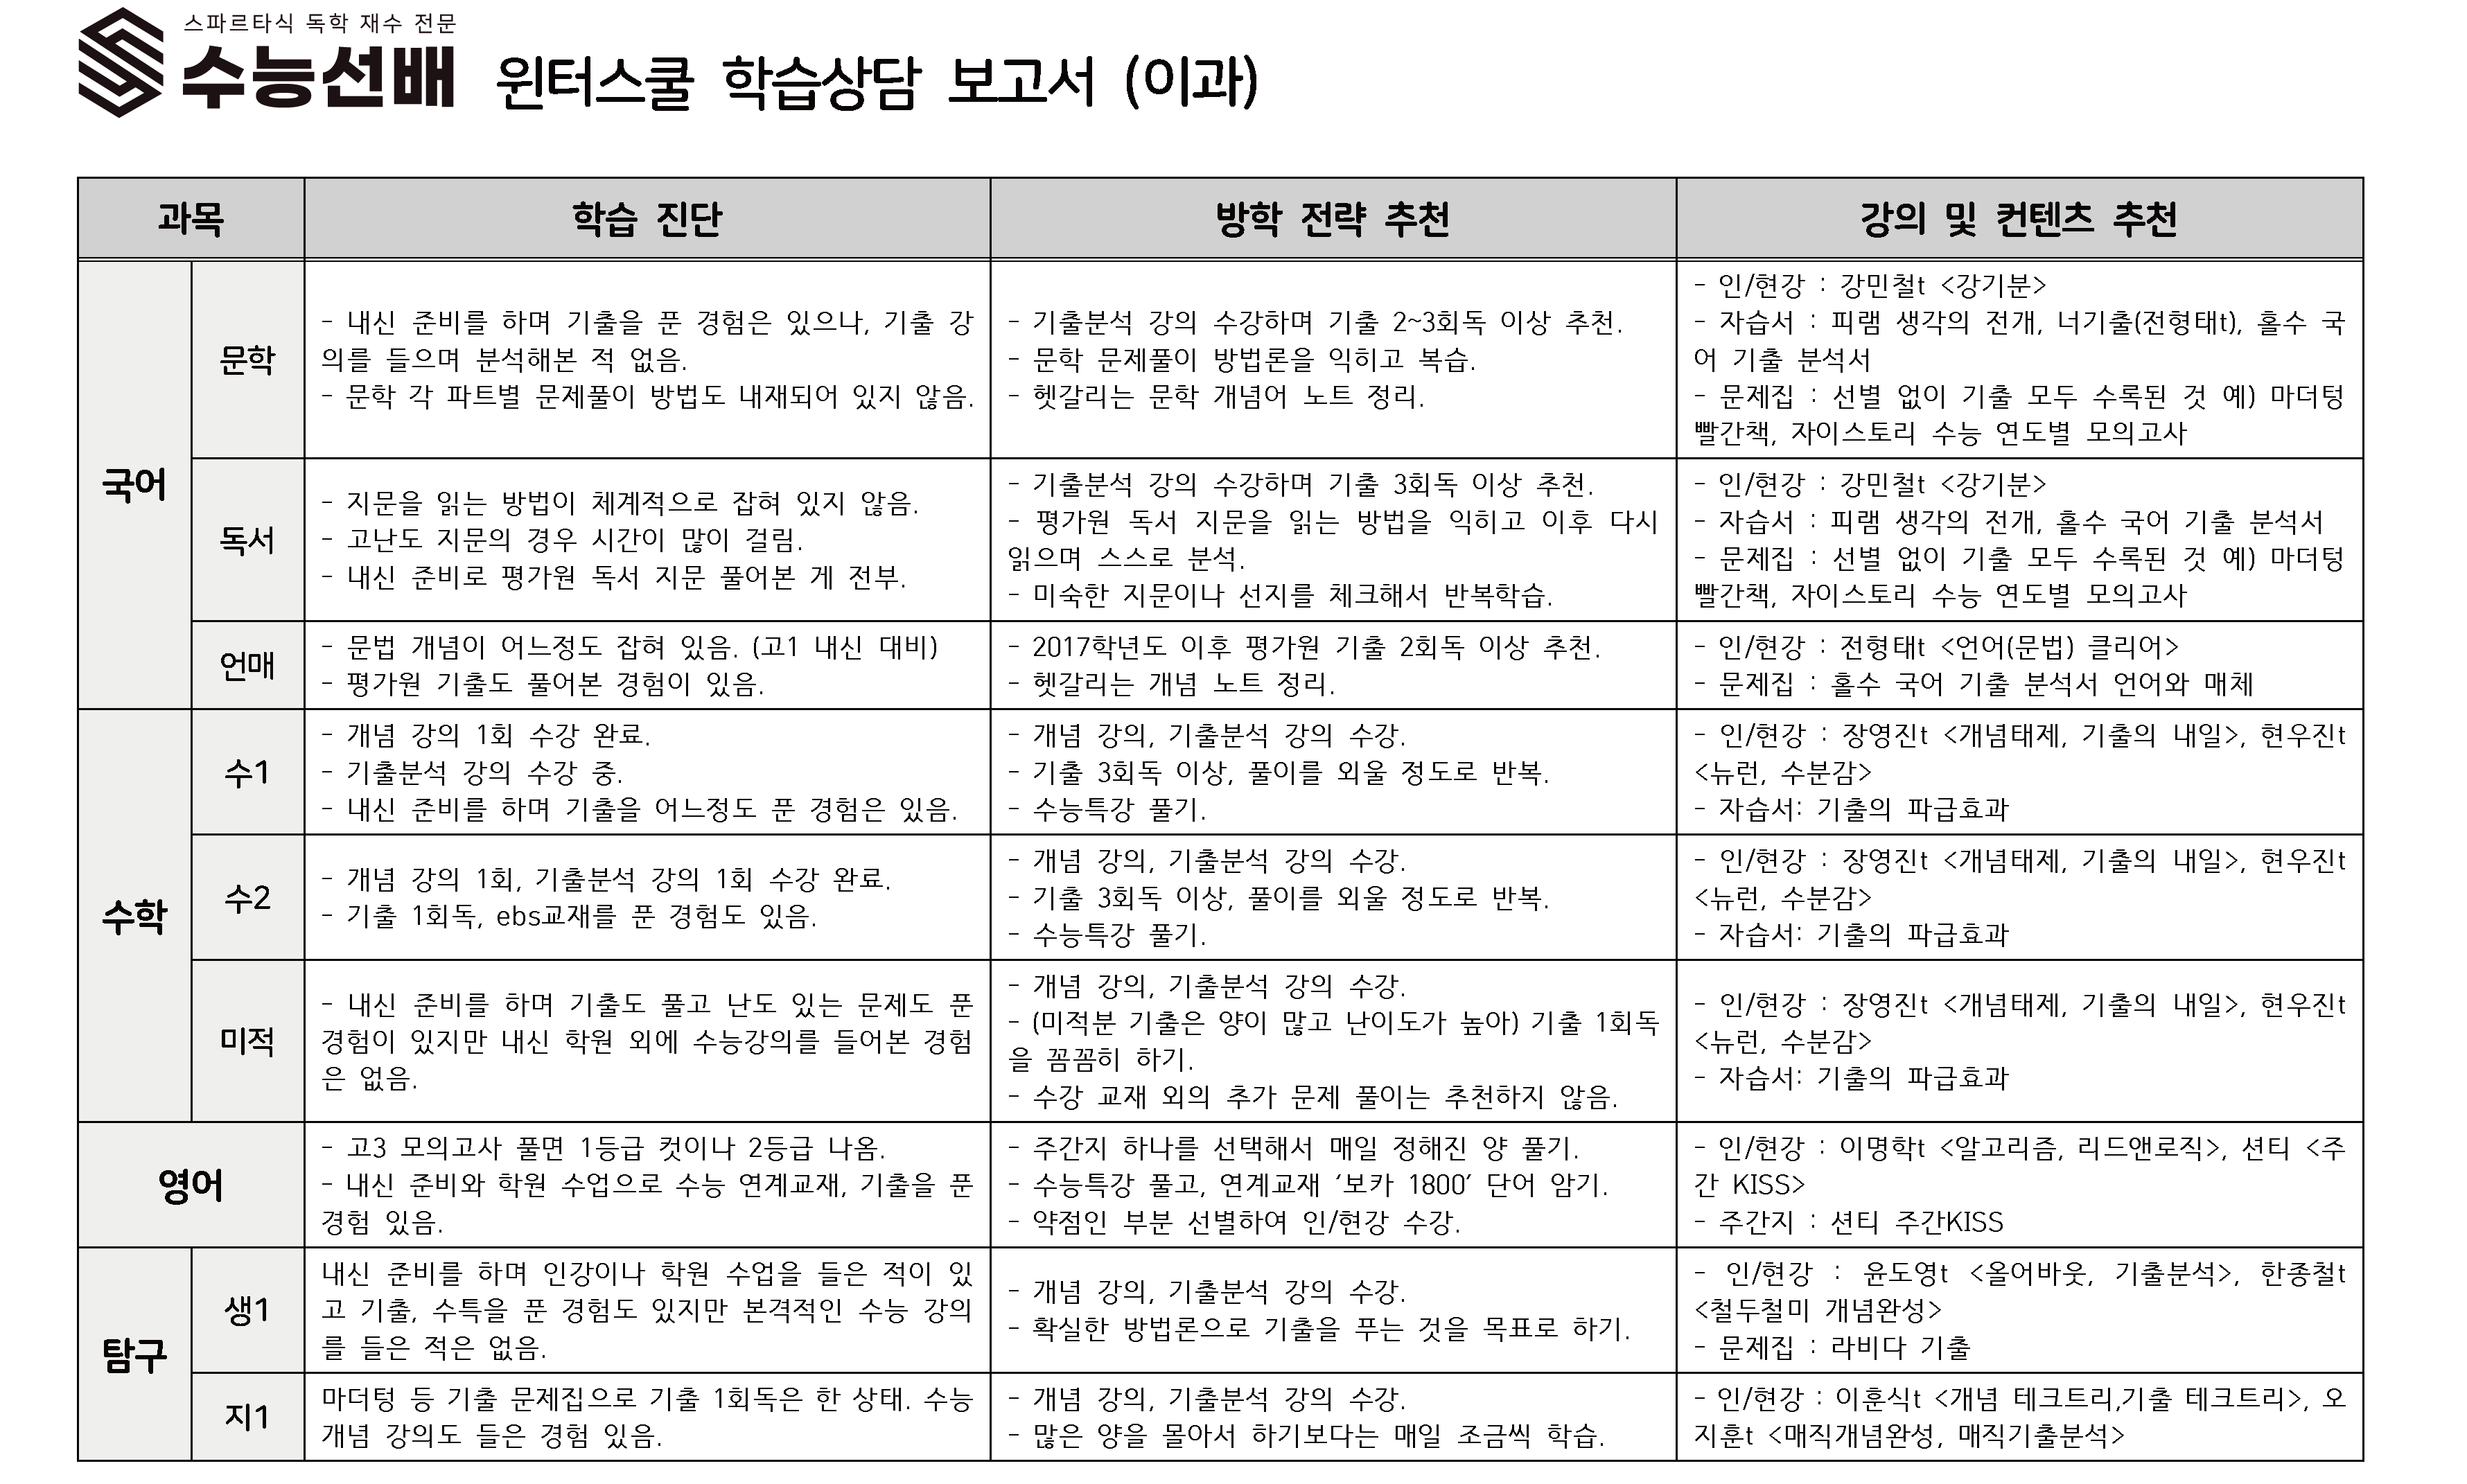 스파르타식 독학 재수 전문
수능선배 윈터스쿨 학습상담 보고서 (이과)
과목
학습 진단
방학 전략 추천
강의 및 컨텐츠 추천
국어
문학
- 내신 준비를 하며 기출을 푼 경험은 있으나, 기출 강
의를 들으며 분석해본 적 없음.
- 문학 각 파트별 문제풀이 방법도 내재되어 있지 않음.
- 기출분석 강의 수강하며 기출 2~3회독 이상 추천.
- 문학 문제풀이 방법론을 익히고 복습.
- 헷갈리는 문학 개념어 노트 정리.
- 인/현강 : 강민철t <강기분>
- 자습서 : 피램 생각의 전개, 너기출(전형태t), 홀수 국
어 기출 분석서
- 문제집 : 선별 없이 기출 모두 수록된 것 예) 마더텅
빨간책, 자이스토리 수능 연도별 모의고사
독서
- 지문을 읽는 방법이 체계적으로 잡혀 있지 않음.
- 고난도 지문의 경우 시간이 많이 걸림.
- 내신 준비로 평가원 독서 지문 풀어본 게 전부.
- 기출분석 강의 수강하며 기출 3회독 이상 추천.
- 평가원 독서 지문을 읽는 방법을 익히고 이후 다시
읽으며 스스로 분석.
- 미숙한 지문이나 선지를 체크해서 반복학습.
- 인/현강 : 강민철t <강기분>
- 자습서 : 피램 생각의 전개, 홀수 국어 기출 분석서
- 문제집 : 선별 없이 기출 모두 수록된 것 예) 마더텅
빨간책, 자이스토리 수능 연도별 모의고사
언매
- 문법 개념이 어느정도 잡혀 있음. (고1 내신 대비)
- 평가원 기출도 풀어본 경험이 있음.
- 2017학년도 이후 평가원 기출 2회독 이상 추천.
- 헷갈리는 개념 노트 정리.
- 인/현강 : 전형태t <언어(문법) 클리어>
- 문제집 : 홀수 국어 기출 분석서 언어와 매체
수학
수1
- 개념 강의 1회 수강 완료.
- 기출분석 강의 수강 중.
- 내신 준비를 하며 기출을 어느정도 푼 경험은 있음.
- 개념 강의, 기출분석 강의 수강.
- 기출 3회독 이상, 풀이를 외울 정도로 반복.
- 수능특강 풀기.
- 인/현강 : 장영진t <개념태제, 기출의 내일>, 현우진t
<뉴런, 수분감>
- 자습서: 기출의 파급효과
수2
- 개념 강의 1회, 기출분석 강의 1회 수강 완료.
- 기출 1회독, ebs교재를 푼 경험도 있음.
- 개념 강의, 기출분석 강의 수강.
- 기출 3회독 이상, 풀이를 외울 정도로 반복.
- 수능특강 풀기.
- 인/현강 : 장영진t <개념태제, 기출의 내일>, 현우진t
<뉴런, 수분감>
- 자습서: 기출의 파급효과
미적
- 내신 준비를 하며 기출도 풀고 난도 있는 문제도 푼
경험이 있지만 내신 학원 외에 수능강의를 들어본 경험
은 없음.
- 개념 강의, 기출분석 강의 수강.
- (미적분 기출은 양이 많고 난이도가 높아) 기출 1회독
을 꼼꼼히 하기.
- 수강 교재 외의 추가 문제 풀이는 추천하지 않음.
- 인/현강 : 장영진t <개념태제, 기출의 내일>, 현우진t
<뉴런, 수분감>
- 자습서: 기출의 파급효과
영어
- 고3 모의고사 풀면 1등급 컷이나 2등급 나옴.
- 내신 준비와 학원 수업으로 수능 연계교재, 기출을 푼
경험 있음.
- 주간지 하나를 선택해서 매일 정해진 양 풀기.
- 수능특강 풀고, 연계교재 '보카 1800' 단어 암기.
- 약점인 부분 선별하여 인/현강 수강.
- 인/현강 : 이명학t <알고리즘, 리드앤로직>, 션티 <주
간 KISS>
- 주간지 : 션티 주간KISS
탐구
생1
내신 준비를 하며 인강이나 학원 수업을 들은 적이 있
고 기출, 수특을 푼 경험도 있지만 본격적인 수능 강의
를 들은 적은 없음.
- 개념 강의, 기출분석 강의 수강.
- 확실한 방법론으로 기출을 푸는 것을 목표로 하기.
- 인/현강 : 윤도영t <올어바웃, 기출분석>, 한종철t
<철두철미 개념완성>
- 문제집 : 라비다 기출
지1
마더텅 등 기출 문제집으로 기출 1회독은 한 상태. 수능
개념 강의도 들은 경험 있음.
- 개념 강의, 기출분석 강의 수강.
- 많은 양을 몰아서 하기보다는 매일 조금씩 학습.
- 인/현강 : 이훈식t <개념 테크트리,기출 테크트리>, 오
지훈t <매직개념완성, 매직기출분석>